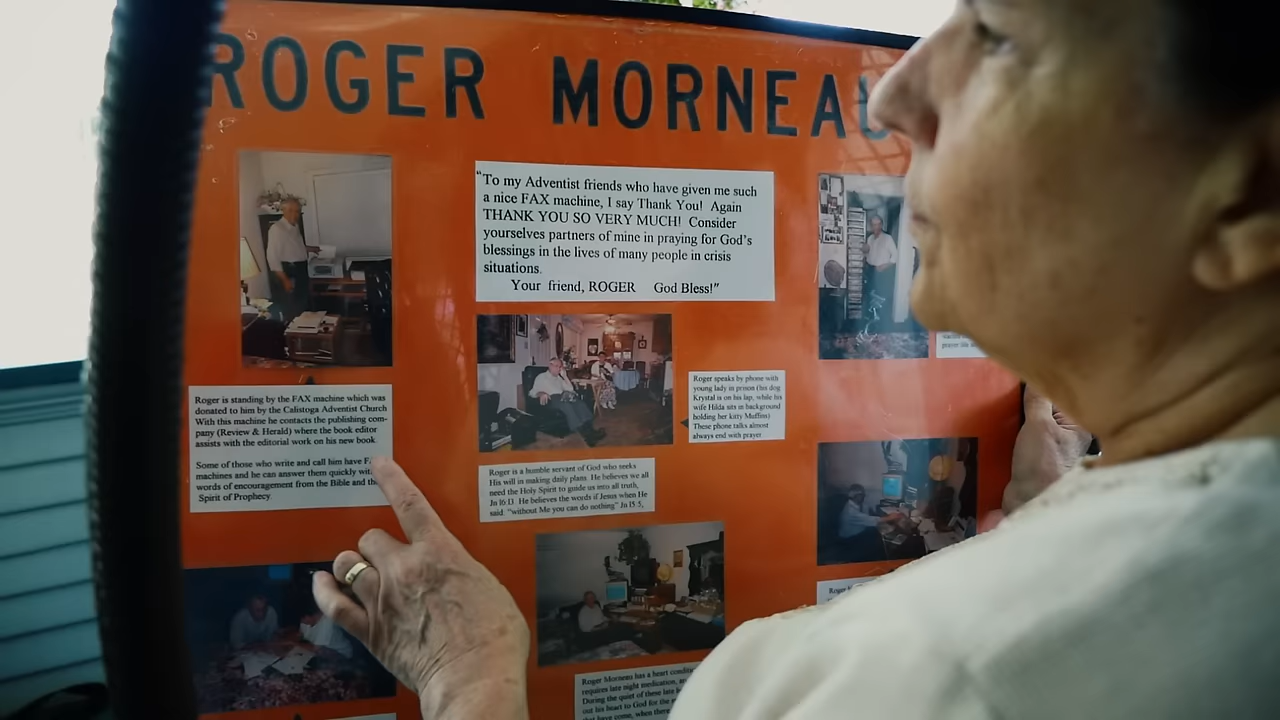 ROGER MORNEAU
"To my Adventist friends who have given me such
a nice FAX machine, I say Thank You! Again
THANK YOU SO VERY MUCH! Consider
yourselves partners of mine in praying for God's
blessings in the lives of many people in crisis
situations.
Your friend, ROGER God Bless!"
Roger is standing by the FAX machine which was
donated to him by the Calistoga Adventist Church
With this machine he contacts the publishing com-
pany (Review & Herald) where the book editor
assists with the editorial work on his new book.
Some of those who write and call him have
machines and he can answer them quickly
words of encouragement from the Bible and
Spirit of Prophecy.
Roger speaks by phone with
young lady in prison (his dog
Krystal is on his lap, while his
wife Hilda sits in background
holding her kitty Muffins)
These phone talks almost
always end with prayer
Roger is a humble servant of God who seeks
His will in making daily plans He believes we all
need the Holy Spirit to guide us into all truth,
Jn 16:13 He believes the words if Jesus when He
said "without Me you can do nothing" Jn 15:5,
prayer life
Roger
Roger Morneau has a heart
requires late night medication,
During the quiet of these late
out his heart to God for the
that have come, when